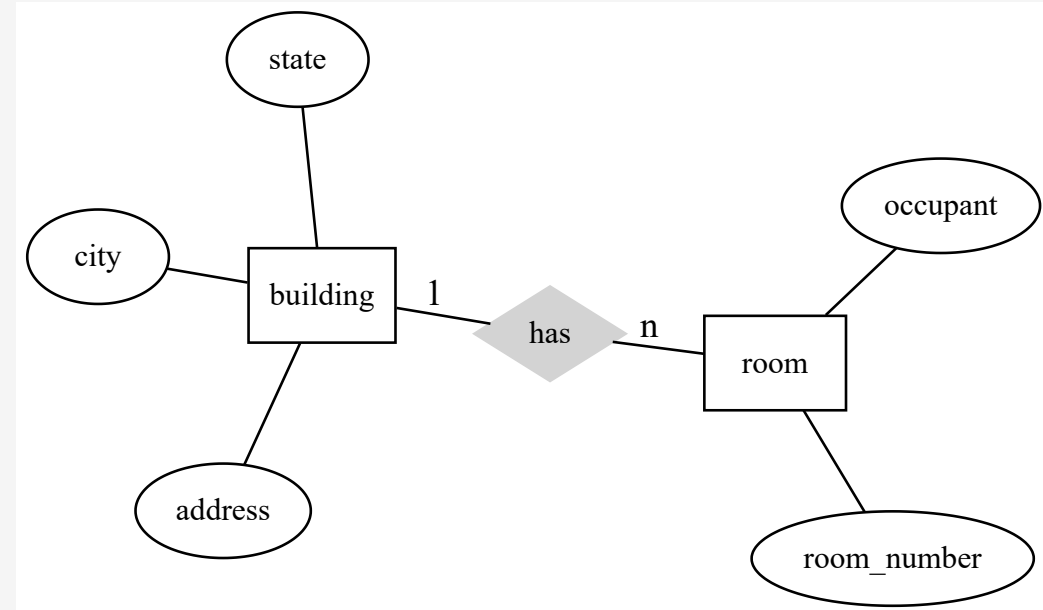 state
occupant
city
building
1
has
n
room
address
room_number